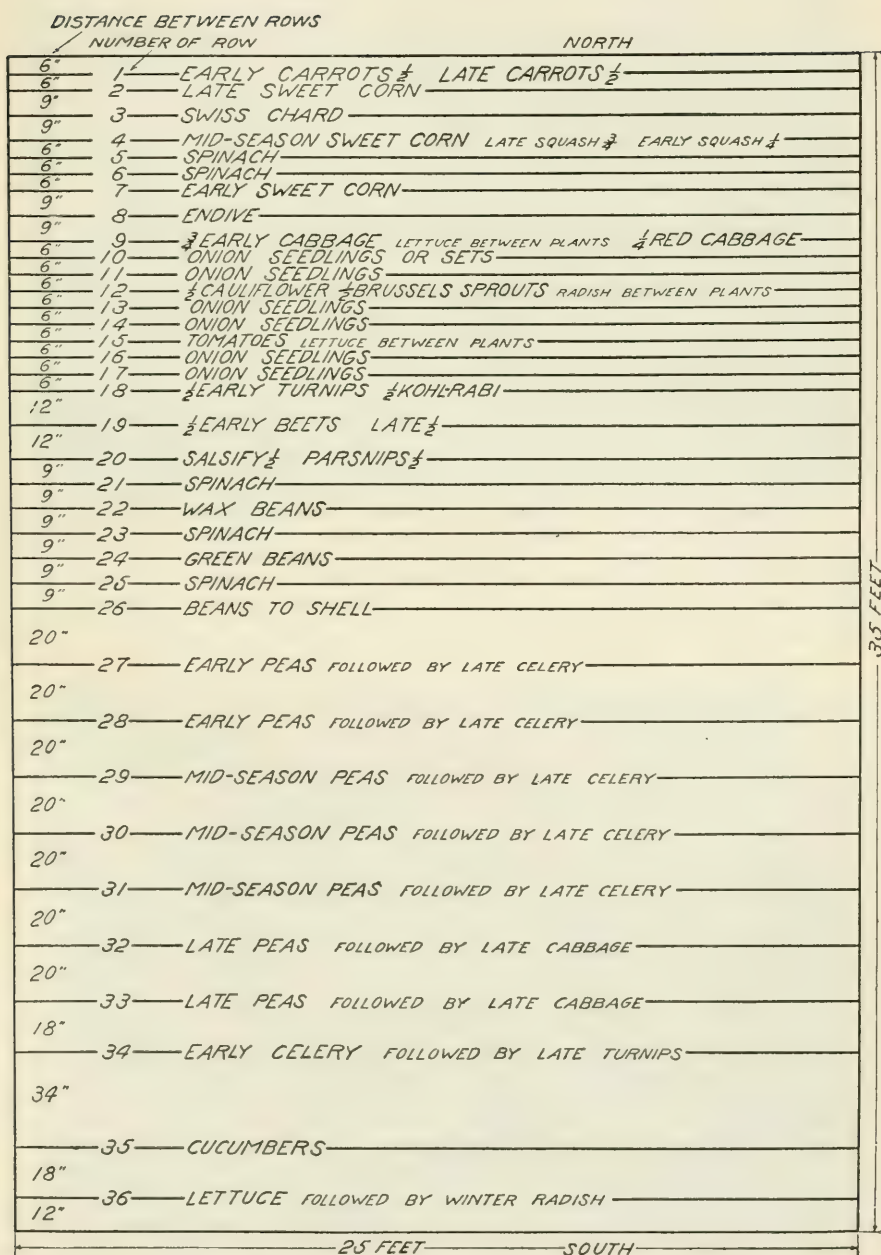 DISTANCE BETWEEN ROWS
NUMBER OF ROW NORTH
6"
6" 1 EARLY CARROTS ½ LATE CARROTS ½
9" 2 LATE SWEET CORN
9" 3 SWISS CHARD
6" 4 MID-SEASON SWEET CORN LATE SQUASH ¾ EARLY SQUASH ¼
6" 5 SPINACH
6" 6 SPINACH
9" 7 EARLY SWEET CORN
9" 8 ENDIVE
6" 9 ¾ EARLY CABBAGE LETTUCE BETWEEN PLANTS ¼ RED CABBAGE
6" 10 ONION SEEDLINGS OR SETS
6" 11 ONION SEEDLINGS
6" 12 ½ CAULIFLOWER ½ BRUSSELS SPROUTS RADISH BETWEEN PLANTS
6" 13 ONION SEEDLINGS
6" 14 ONION SEEDLINGS
6" 15 TOMATOES LETTUCE BETWEEN PLANTS
6" 16 ONION SEEDLINGS
6" 17 ONION SEEDLINGS
12" 18 ½ EARLY TURNIPS ½ KOHL-RABI
12" 19 ½ EARLY BEETS LATE ½
9" 20 SALSIFY ½ PARSNIPS ½
9" 21 SPINACH
9" 22 WAX BEANS
9" 23 SPINACH
9" 24 GREEN BEANS
9" 25 SPINACH
26 BEANS TO SHELL
20"
27 EARLY PEAS FOLLOWED BY LATE CELERY
20"
28 EARLY PEAS FOLLOWED BY LATE CELERY
20"
29 MID-SEASON PEAS FOLLOWED BY LATE CELERY
20"
30 MID-SEASON PEAS FOLLOWED BY LATE CELERY
20"
31 MID-SEASON PEAS FOLLOWED BY LATE CELERY
20"
32 LATE PEAS FOLLOWED BY LATE CABBAGE
20"
33 LATE PEAS FOLLOWED BY LATE CABBAGE
18"
34 EARLY CELERY FOLLOWED BY LATE TURNIPS
34"
35 CUCUMBERS
18"
36 LETTUCE FOLLOWED BY WINTER RADISH
12"
25 FEET SOUTH
35 FEET